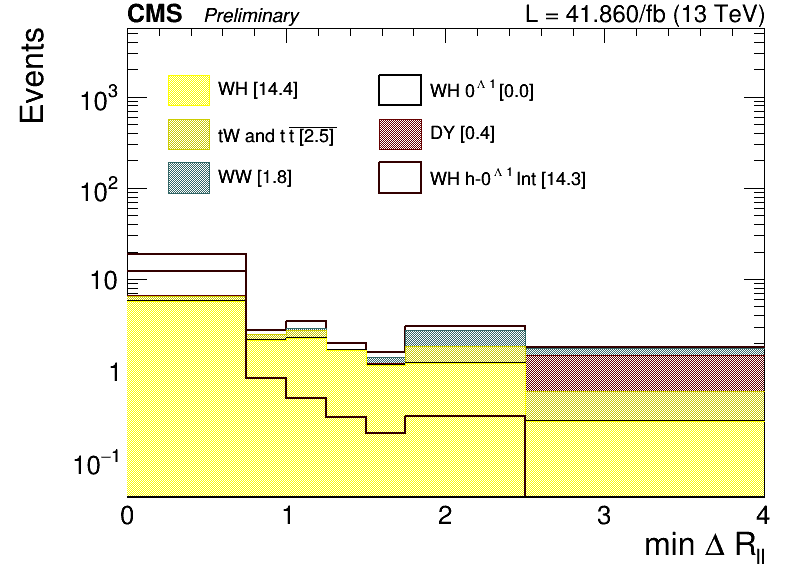 CMS Preliminary L = 41.860/fb (13 TeV)
Events
10³
10²
10
1
10⁻¹
WH [14.4]
WH 0^Λ1 [0.0]
tW and t t̅ [2.5]
DY [0.4]
WW [1.8]
WH h-0^Λ1 Int [14.3]
0 1 2 3 4
min Δ R_ll